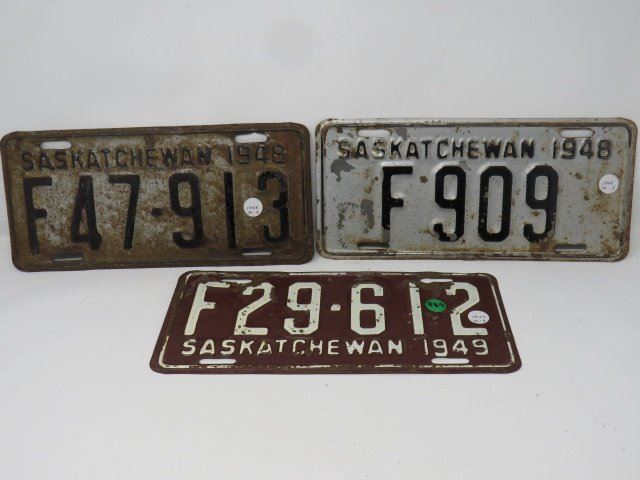 SASKATCHEWAN 1948
F47-913
SASKATCHEWAN 1948
F 909
F29-612
SASKATCHEWAN 1949